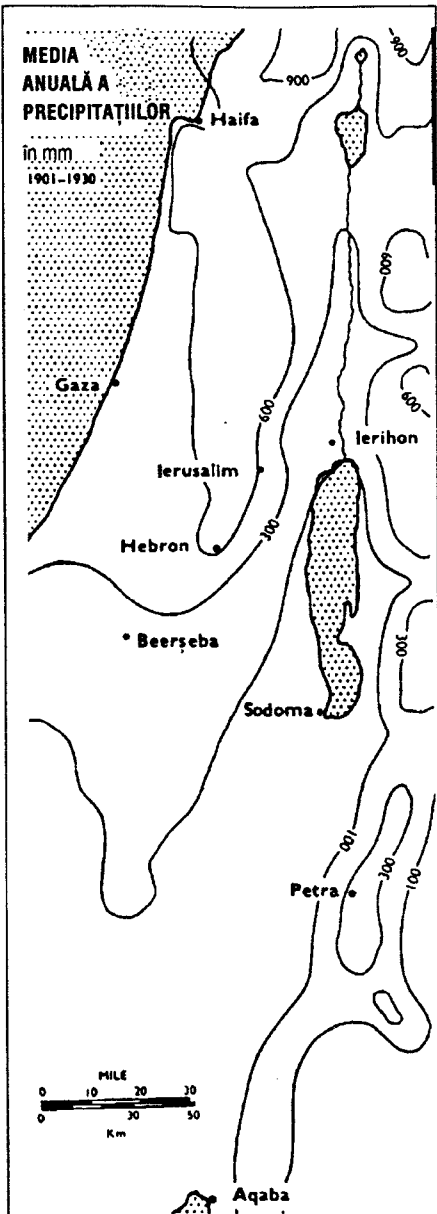 MEDIA
ANUALĂ A
PRECIPITAȚIILOR
în mm
1901–1930
900
900
Haifa
600
Gaza
600
600
Ierihon
Ierusalim
300
Hebron
Beerșeba
300
Sodoma
100
300
100
Petra
MILE
0 10 20 30
0 30 50
Km
Aqaba